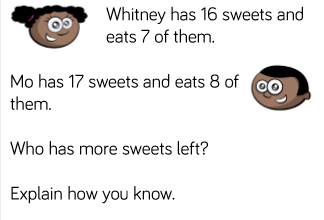 Whitney has 16 sweets and
eats 7 of them.
Mo has 17 sweets and eats 8 of
them.
Who has more sweets left?
Explain how you know.